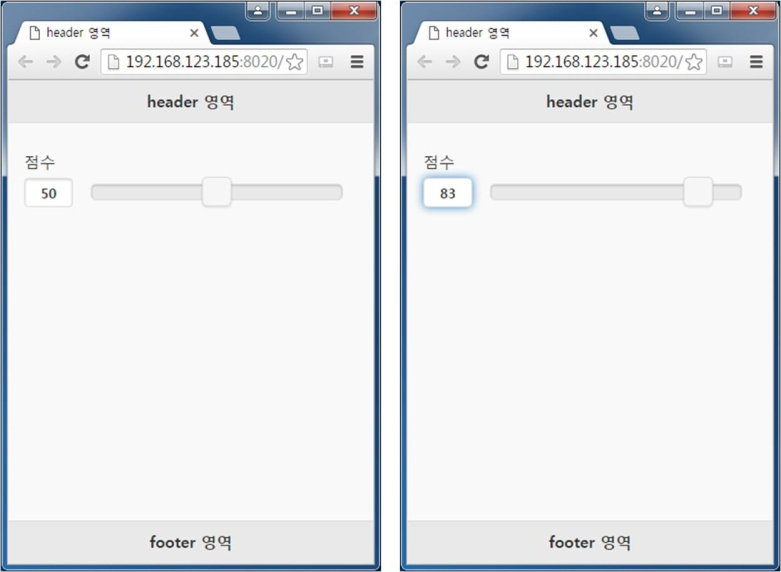 header 영역
192.168.123.185:8020/
header 영역
점수
50
footer 영역
header 영역
192.168.123.185:8020/
header 영역
점수
83
footer 영역